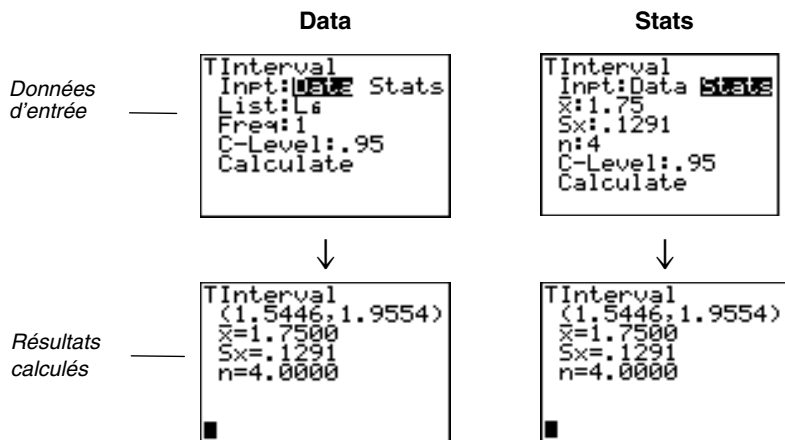 Data
Stats
Données
d'entrée
TInterval
Inpt:Data Stats
List:L6
Freq:1
C-Level:.95
Calculate
TInterval
Inpt:Data Stats
x̄:1.75
Sx:.1291
n:4
C-Level:.95
Calculate
↓
↓
Résultats
calculés
TInterval
(1.5446,1.9554)
x̄=1.7500
Sx=.1291
n=4.0000
TInterval
(1.5446,1.9554)
x̄=1.7500
Sx=.1291
n=4.0000